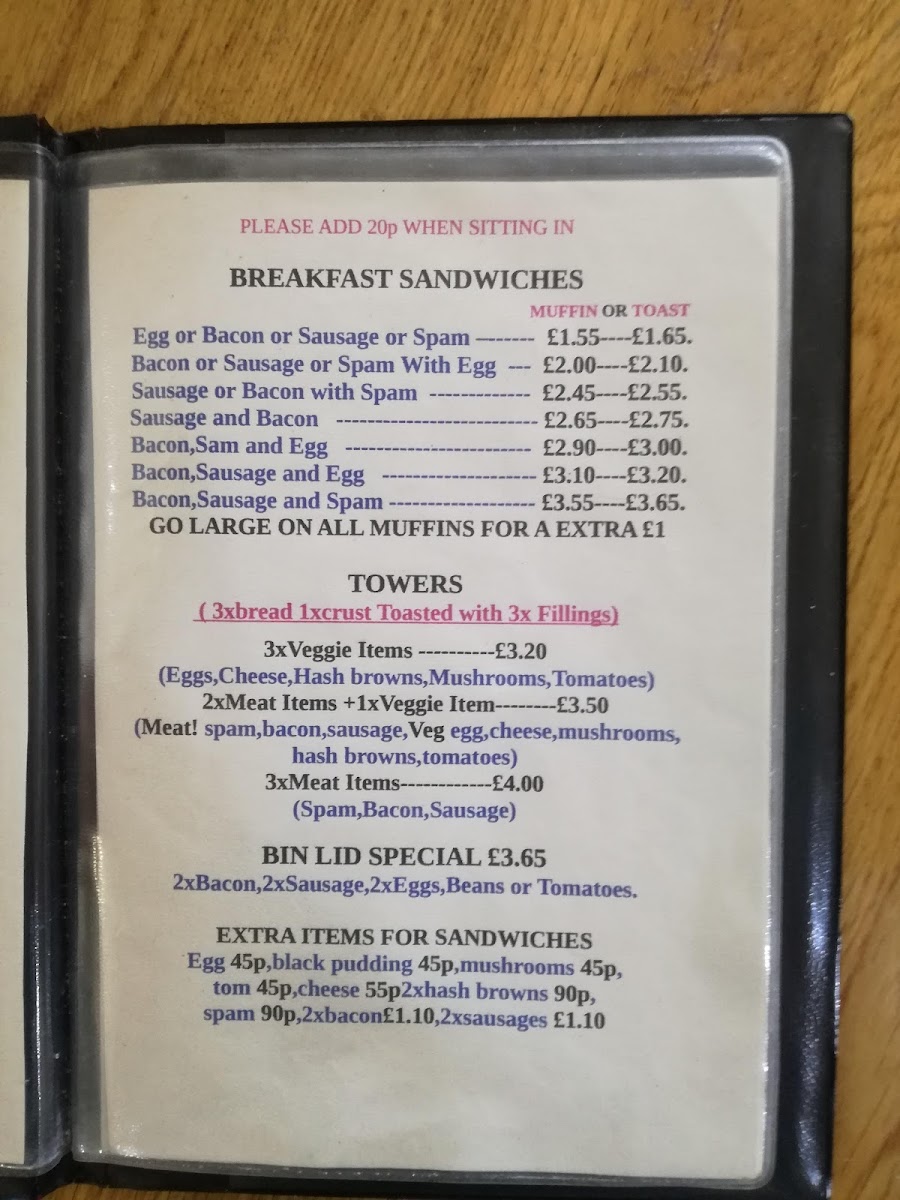 PLEASE ADD 20p WHEN SITTING IN
BREAKFAST SANDWICHES
MUFFIN OR TOAST
Egg or Bacon or Sausage or Spam ------- £1.55----£1.65.
Bacon or Sausage or Spam With Egg --- £2.00----£2.10.
Sausage or Bacon with Spam ------------- £2.45----£2.55.
Sausage and Bacon -------------------------- £2.65----£2.75.
Bacon,Sam and Egg ------------------------ £2.90----£3.00.
Bacon,Sausage and Egg -------------------- £3.10----£3.20.
Bacon,Sausage and Spam ------------------- £3.55----£3.65.
GO LARGE ON ALL MUFFINS FOR A EXTRA £1
TOWERS
( 3xbread 1xcrust Toasted with 3x Fillings)
3xVeggie Items ----------£3.20
(Eggs,Cheese,Hash browns,Mushrooms,Tomatoes)
2xMeat Items +1xVeggie Item--------£3.50
(Meat! spam,bacon,sausage,Veg egg,cheese,mushrooms,
hash browns,tomatoes)
3xMeat Items------------£4.00
(Spam,Bacon,Sausage)
BIN LID SPECIAL £3.65
2xBacon,2xSausage,2xEggs,Beans or Tomatoes.
EXTRA ITEMS FOR SANDWICHES
Egg 45p,black pudding 45p,mushrooms 45p,
tom 45p,cheese 55p2xhash browns 90p,
spam 90p,2xbacon£1.10,2xsausages £1.10